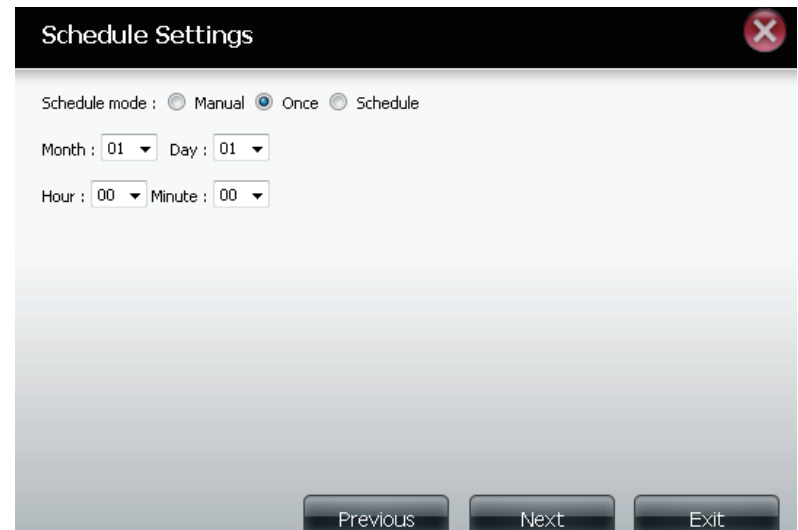 Schedule Settings
Schedule mode : Manual Once Schedule
Month : 01 Day : 01
Hour : 00 Minute : 00
Previous Next Exit